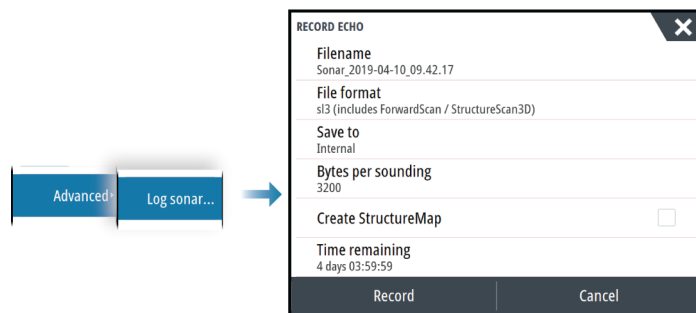 Advanced
Log sonar...
RECORD ECHO
Filename
Sonar_2019-04-10_09.42.17
File format
sl3 (includes ForwardScan / StructureScan3D)
Save to
Internal
Bytes per sounding
3200
Create StructureMap
Time remaining
4 days 03:59:59
Record Cancel